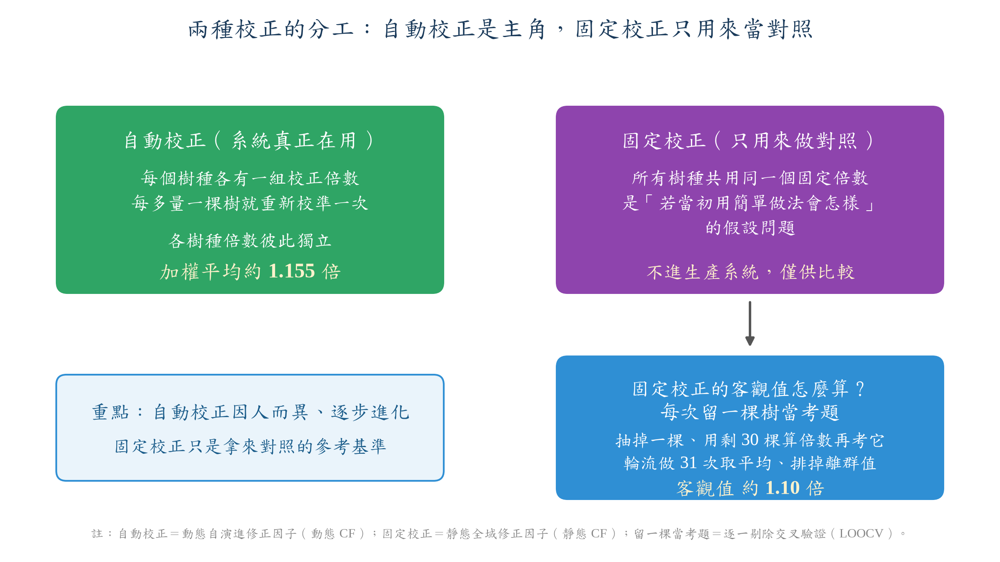 兩種校正的分工：自動校正是主角，固定校正只用來當對照
自動校正（系統真正在用）
每個樹種各有一組校正倍數
每多量一棵樹就重新校準一次
各樹種倍數彼此獨立
加權平均約 1.155 倍
固定校正（只用來做對照）
所有樹種共用同一個固定倍數
是「若當初用簡單做法會怎樣」
的假設問題
不進生產系統，僅供比較
重點：自動校正因人而異、逐步進化
固定校正只是拿來對照的參考基準
固定校正的客觀值怎麼算？
每次留一棵樹當考題
抽掉一棵、用剩 30 棵算倍數再考它
輪流做 31 次取平均、排掉離群值
客觀值 約 1.10 倍
註：自動校正＝動態自演進修正因子（動態 CF）；固定校正＝靜態全域修正因子（靜態 CF）；留一棵當考題＝逐一剔除交叉驗證（LOOCV）。